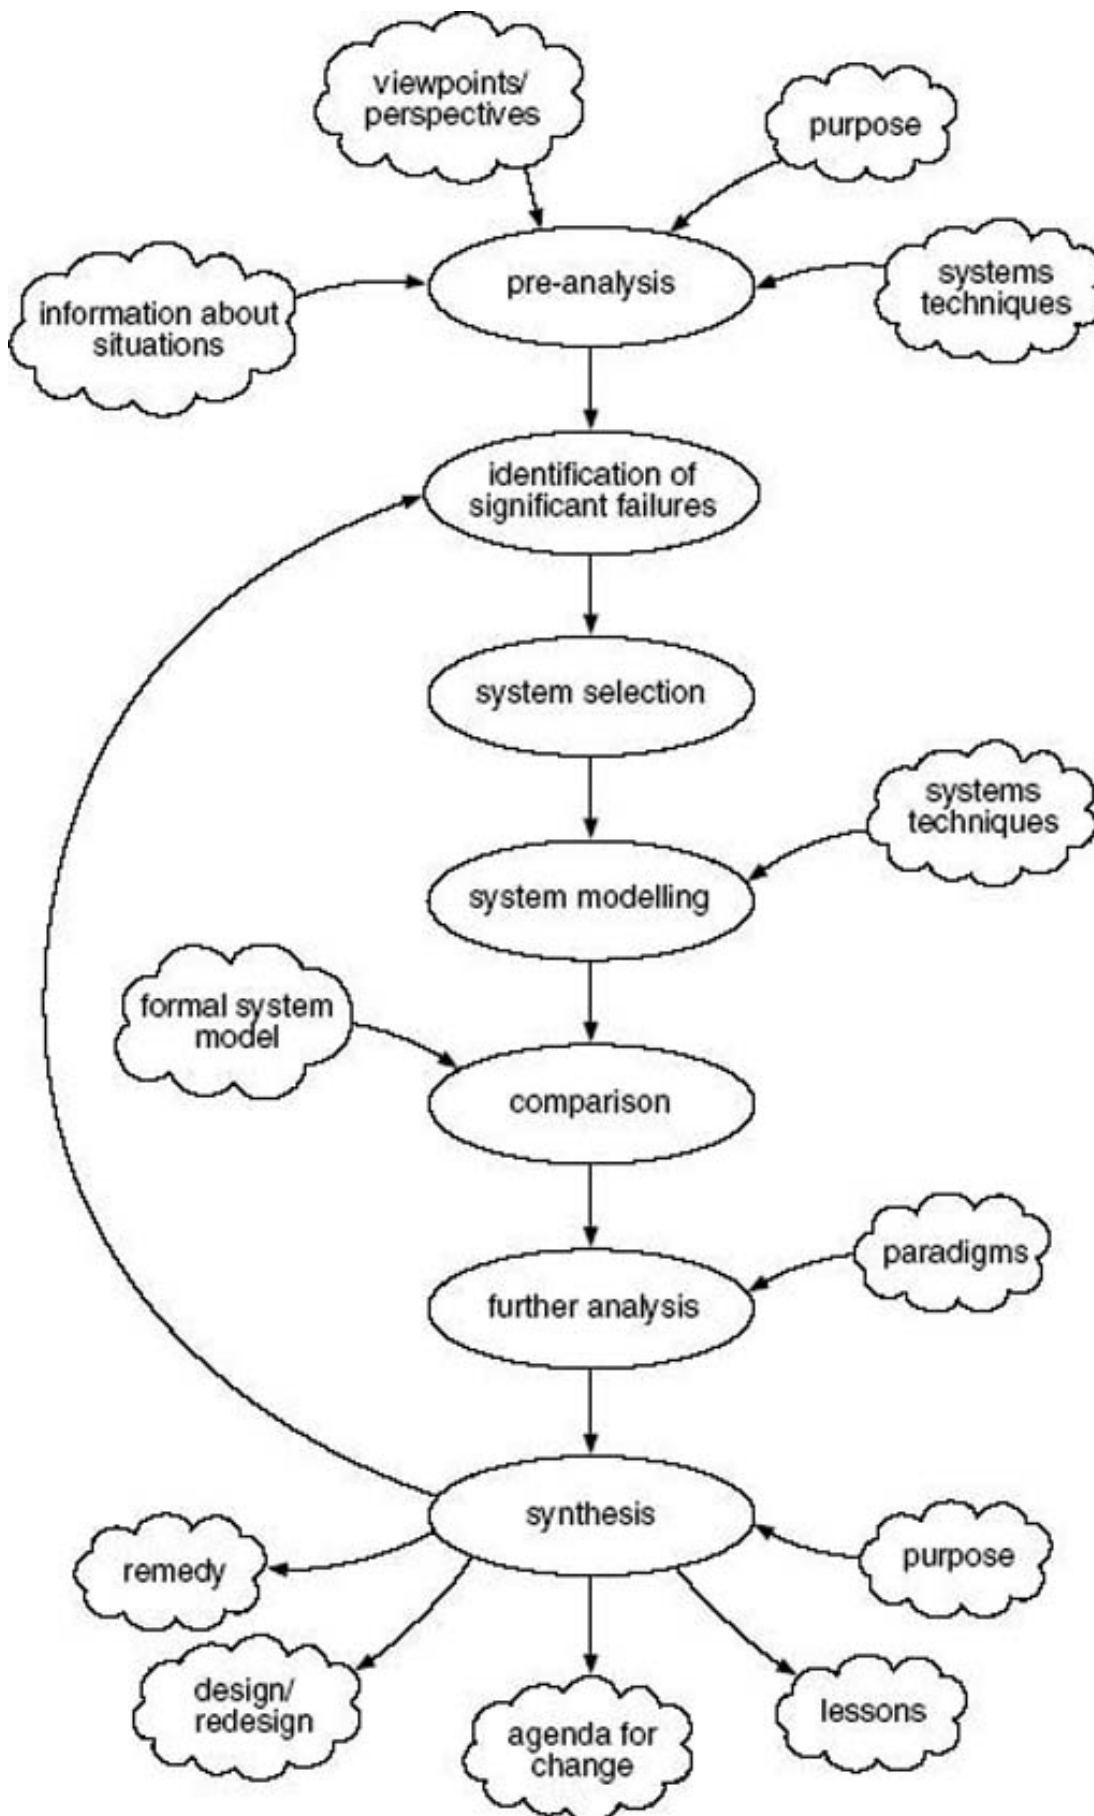 viewpoints/
perspectives
purpose
pre-analysis
systems
techniques
information about
situations
identification of
significant failures
system selection
systems
techniques
system modelling
formal system
model
comparison
paradigms
further analysis
synthesis
purpose
remedy
design/
redesign
agenda for
change
lessons